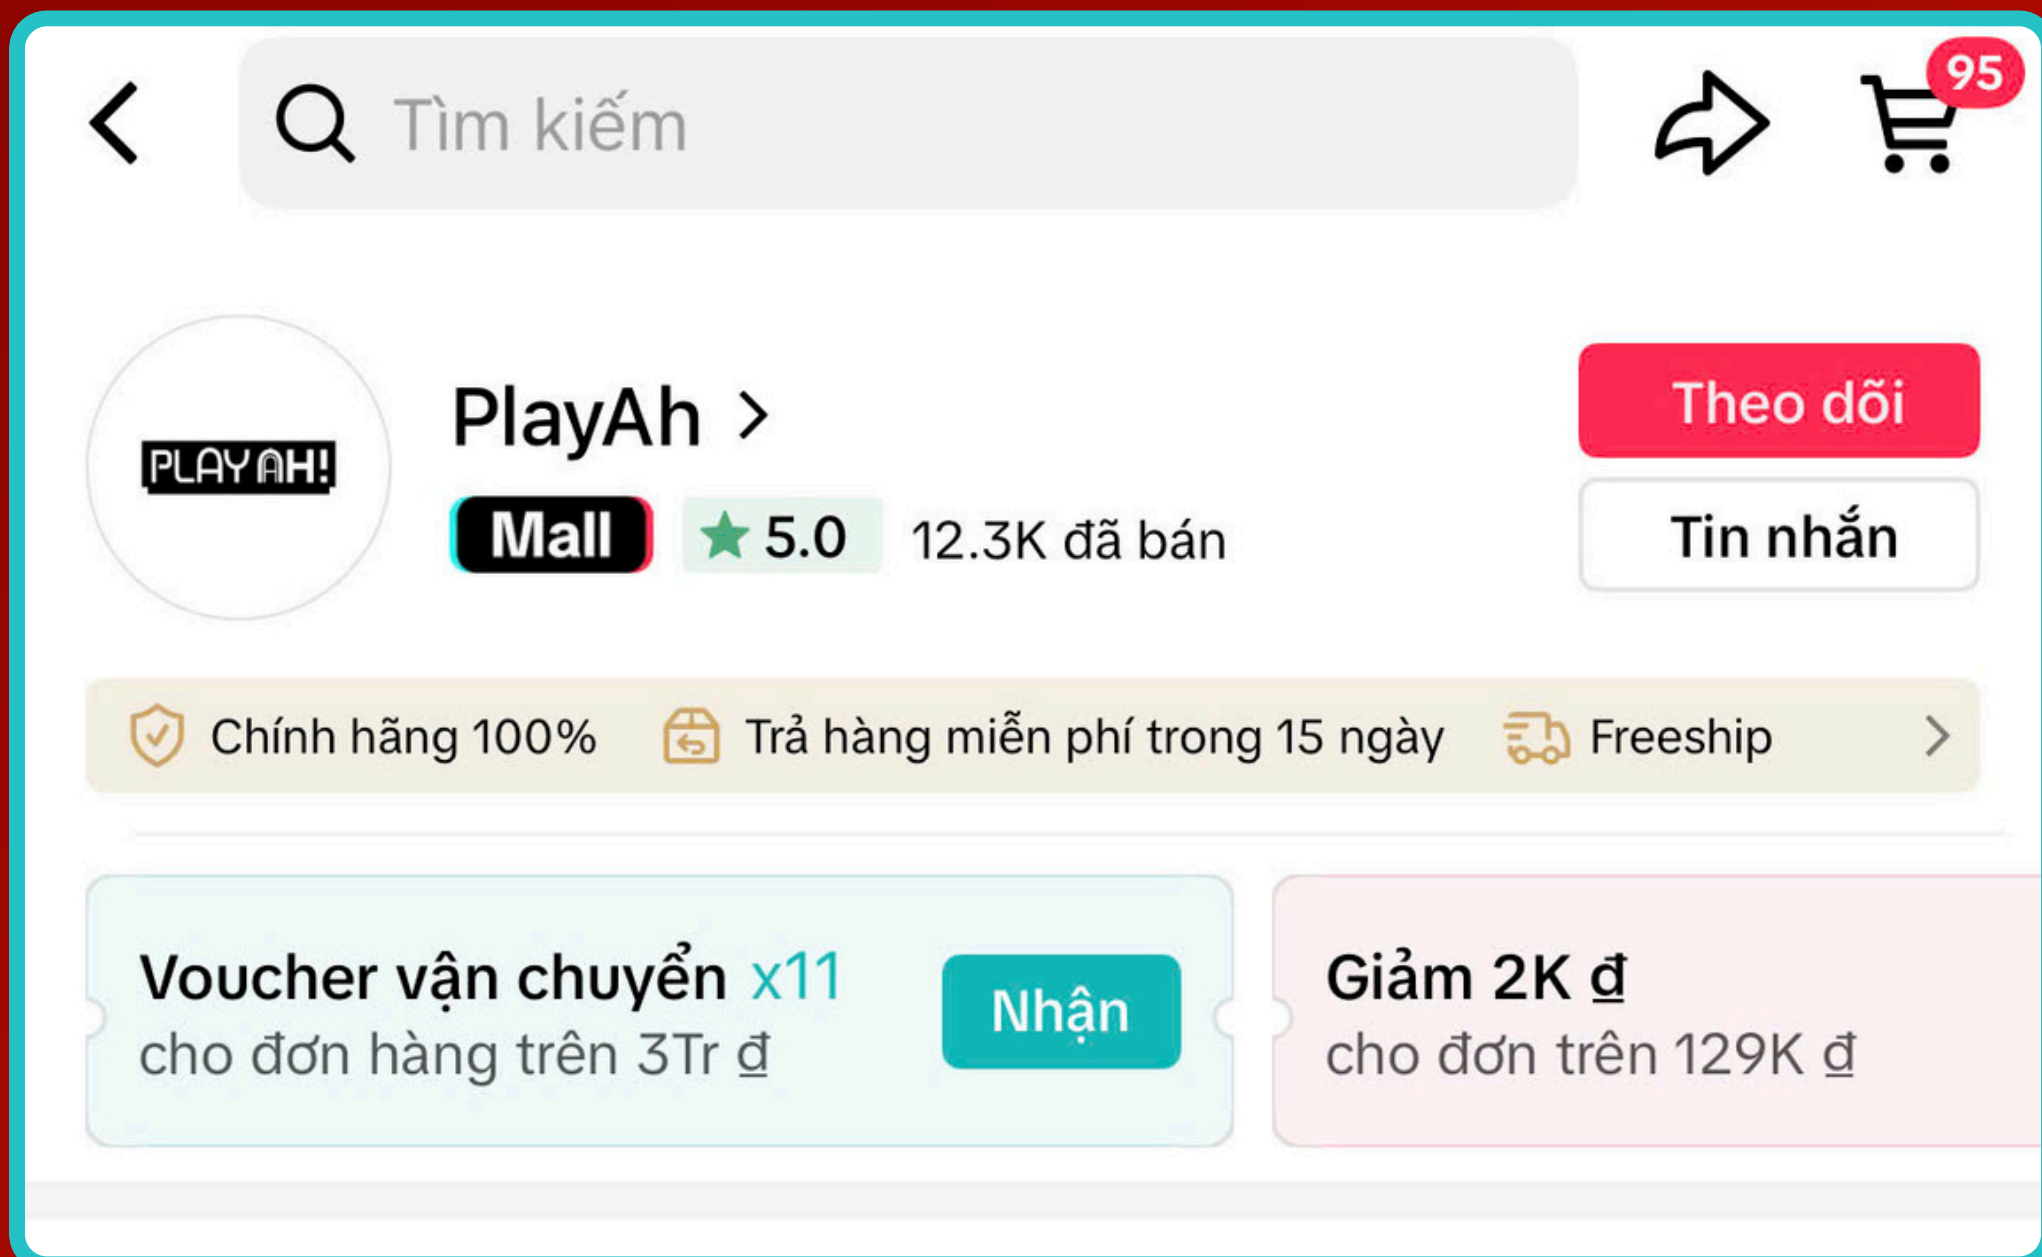 Tìm kiếm
95
PLAY AH!
PlayAh
Theo dõi
Mall 5.0 12.3K đã bán
Tin nhắn
Chính hãng 100% Trả hàng miễn phí trong 15 ngày Freeship
Voucher vận chuyển x11
cho đơn hàng trên 3Tr đ
Nhận
Giảm 2K đ
cho đơn trên 129K đ